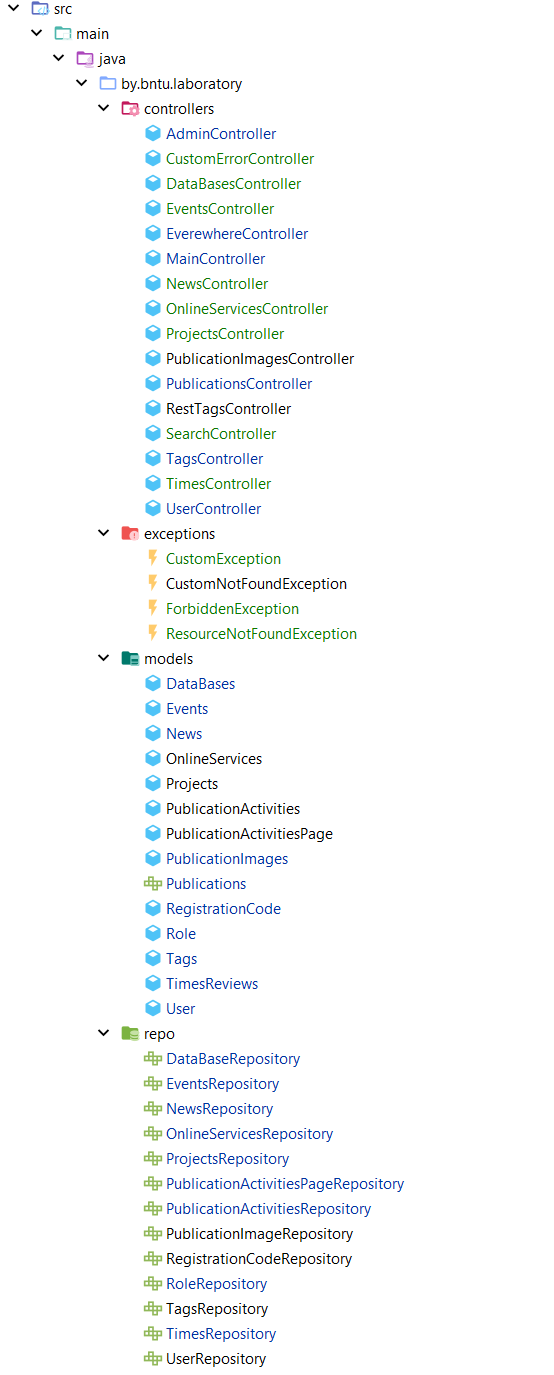 src
main
java
by.bntu.laboratory
controllers
AdminController
CustomErrorController
DataBasesController
EventsController
EverewhereController
MainController
NewsController
OnlineServicesController
ProjectsController
PublicationImagesController
PublicationsController
RestTagsController
SearchController
TagsController
TimesController
UserController
exceptions
CustomException
CustomNotFoundException
ForbiddenException
ResourceNotFoundException
models
DataBases
Events
News
OnlineServices
Projects
PublicationActivities
PublicationActivitiesPage
PublicationImages
Publications
RegistrationCode
Role
Tags
TimesReviews
User
repo
DataBaseRepository
EventsRepository
NewsRepository
OnlineServicesRepository
ProjectsRepository
PublicationActivitiesPageRepository
PublicationActivitiesRepository
PublicationImageRepository
RegistrationCodeRepository
RoleRepository
TagsRepository
TimesRepository
UserRepository